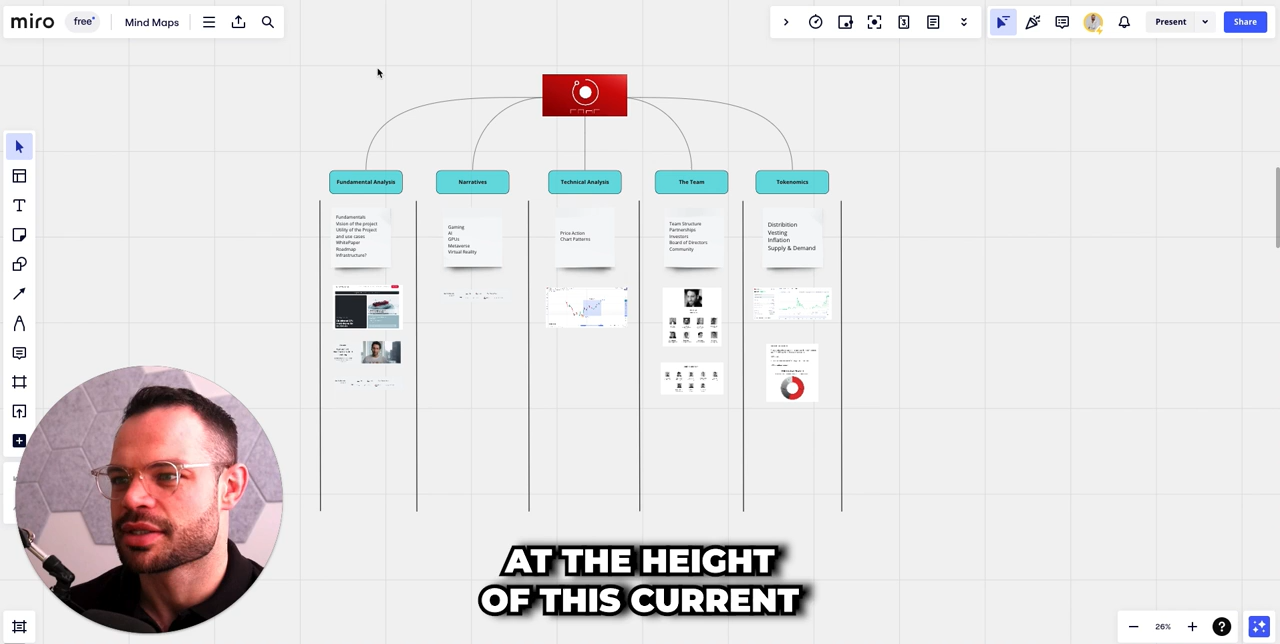 miro
free
Mind Maps
3
Present
Share
Fundamental Analysis
Narratives
Technical Analysis
The Team
Tokenomics
Fundamentals
Vision of the project
Utility of the Project
and use cases
WhitePaper
Roadmap
Infrastructure?
Gaming
AI
GPUs
Metaverse
Virtual Reality
Price Action
Chart Patterns
Team Structure
Partnerships
Investors
Board of Directors
Community
Distribition
Vesting
Inflation
Supply & Demand
AT THE HEIGHT
OF THIS CURRENT
26%
?